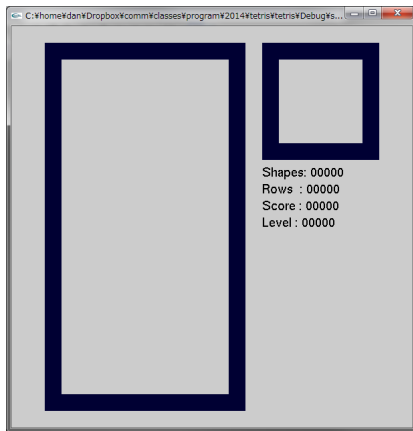 C:¥home¥dan¥Dropbox¥comm¥classes¥program¥2014¥tetris¥tetris¥Debug¥s...
Shapes: 00000
Rows : 00000
Score : 00000
Level : 00000